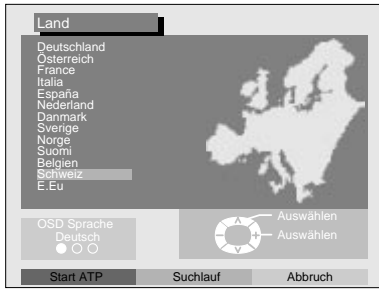 Land
Deutschland
Österreich
France
Italia
España
Nederland
Danmark
Sverige
Norge
Suomi
Belgien
Schweiz
E.Eu
OSD Sprache
Deutsch
Auswählen
Auswählen
Start ATP
Suchlauf
Abbruch